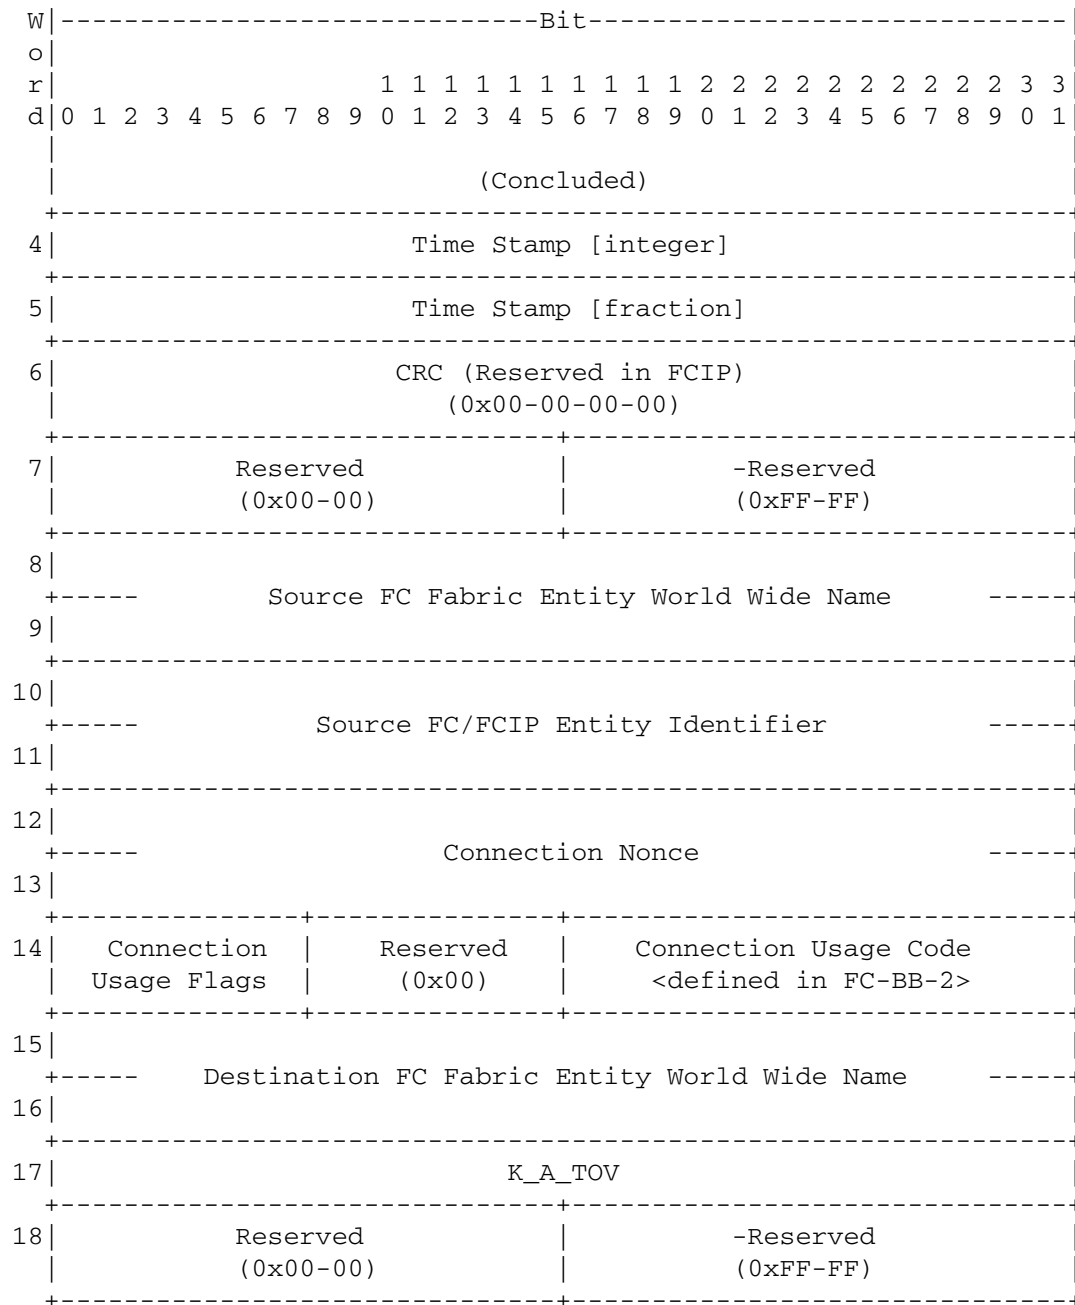 W|------------------------------Bit------------------------------|
o|                                                               |
r|                    1 1 1 1 1 1 1 1 1 1 2 2 2 2 2 2 2 2 2 2 3 3|
d|0 1 2 3 4 5 6 7 8 9 0 1 2 3 4 5 6 7 8 9 0 1 2 3 4 5 6 7 8 9 0 1|
 |                                                               |
 |                          (Concluded)                          |
 +---------------------------------------------------------------+
4|                      Time Stamp [integer]                     |
 +---------------------------------------------------------------+
5|                      Time Stamp [fraction]                    |
 +---------------------------------------------------------------+
6|                     CRC (Reserved in FCIP)                    |
 |                        (0x00-00-00-00)                        |
 +-------------------------------+-------------------------------+
7|           Reserved            |          -Reserved            |
 |           (0x00-00)           |          (0xFF-FF)            |
 +-------------------------------+-------------------------------+
8|                                                               |
 +-----        Source FC Fabric Entity World Wide Name      -----+
9|                                                               |
 +---------------------------------------------------------------+
10|                                                               |
 +-----           Source FC/FCIP Entity Identifier          -----+
11|                                                               |
 +---------------------------------------------------------------+
12|                                                               |
 +-----                   Connection Nonce                  -----+
13|                                                               |
 +---------------+---------------+-------------------------------+
14|   Connection  |    Reserved   |    Connection Usage Code      |
 |  Usage Flags  |     (0x00)    |     <defined in FC-BB-2>      |
 +---------------+---------------+-------------------------------+
15|                                                               |
 +-----    Destination FC Fabric Entity World Wide Name     -----+
16|                                                               |
 +---------------------------------------------------------------+
17|                            K_A_TOV                            |
 +-------------------------------+-------------------------------+
18|           Reserved            |          -Reserved            |
 |           (0x00-00)           |          (0xFF-FF)            |
 +-------------------------------+-------------------------------+